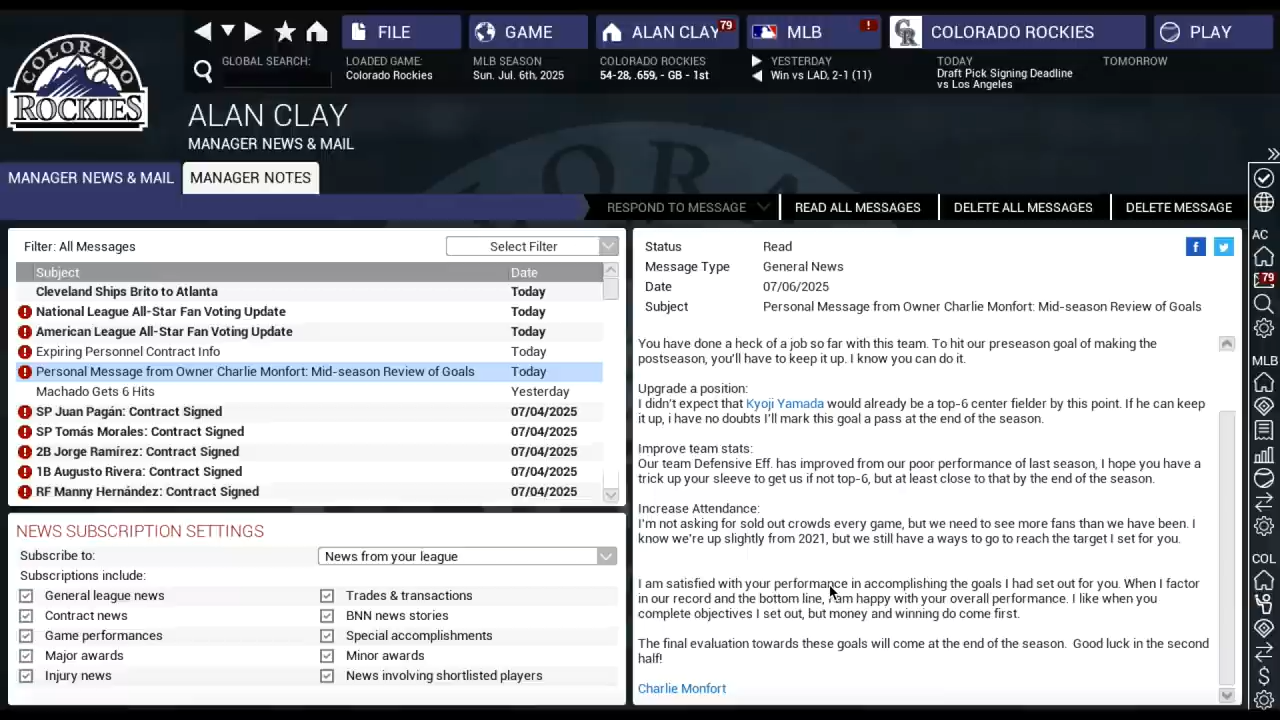 COLORADO
ROCKIES
FILE
GAME
ALAN CLAY
79
MLB
!
CR
COLORADO ROCKIES
PLAY
GLOBAL SEARCH:
LOADED GAME:
Colorado Rockies
MLB SEASON
Sun. Jul. 6th, 2025
COLORADO ROCKIES
54-28, .659, - GB - 1st
YESTERDAY
Win vs LAD, 2-1 (11)
TODAY
Draft Pick Signing Deadline
vs Los Angeles
TOMORROW
ALAN CLAY
MANAGER NEWS & MAIL
MANAGER NEWS & MAIL
MANAGER NOTES
RESPOND TO MESSAGE
READ ALL MESSAGES
DELETE ALL MESSAGES
DELETE MESSAGE
Filter: All Messages
Select Filter
Subject Date
Cleveland Ships Brito to Atlanta Today
National League All-Star Fan Voting Update Today
American League All-Star Fan Voting Update Today
Expiring Personnel Contract Info Today
Personal Message from Owner Charlie Monfort: Mid-season Review of Goals Today
Machado Gets 6 Hits Yesterday
SP Juan Pagán: Contract Signed 07/04/2025
SP Tomás Morales: Contract Signed 07/04/2025
2B Jorge Ramírez: Contract Signed 07/04/2025
1B Augusto Rivera: Contract Signed 07/04/2025
RF Manny Hernández: Contract Signed 07/04/2025
NEWS SUBSCRIPTION SETTINGS
Subscribe to: News from your league
Subscriptions include:
General league news Trades & transactions
Contract news BNN news stories
Game performances Special accomplishments
Major awards Minor awards
Injury news News involving shortlisted players
Status Read
Message Type General News
Date 07/06/2025
Subject Personal Message from Owner Charlie Monfort: Mid-season Review of Goals
You have done a heck of a job so far with this team. To hit our preseason goal of making the
postseason, you'll have to keep it up. I know you can do it.
Upgrade a position:
I didn't expect that Kyoji Yamada would already be a top-6 center fielder by this point. If he can keep
it up, i have no doubts I'll mark this goal a pass at the end of the season.
Improve team stats:
Our team Defensive Eff. has improved from our poor performance of last season, I hope you have a
trick up your sleeve to get us if not top-6, but at least close to that by the end of the season.
Increase Attendance:
I'm not asking for sold out crowds every game, but we need to see more fans than we have been. I
know we're up slightly from 2021, but we still have a ways to go to reach the target I set for you.
I am satisfied with your performance in accomplishing the goals I had set out for you. When I factor
in our record and the bottom line, I am happy with your overall performance. I like when you
complete objectives I set out, but money and winning do come first.
The final evaluation towards these goals will come at the end of the season. Good luck in the second
half!
Charlie Monfort
AC
79
MLB
COL